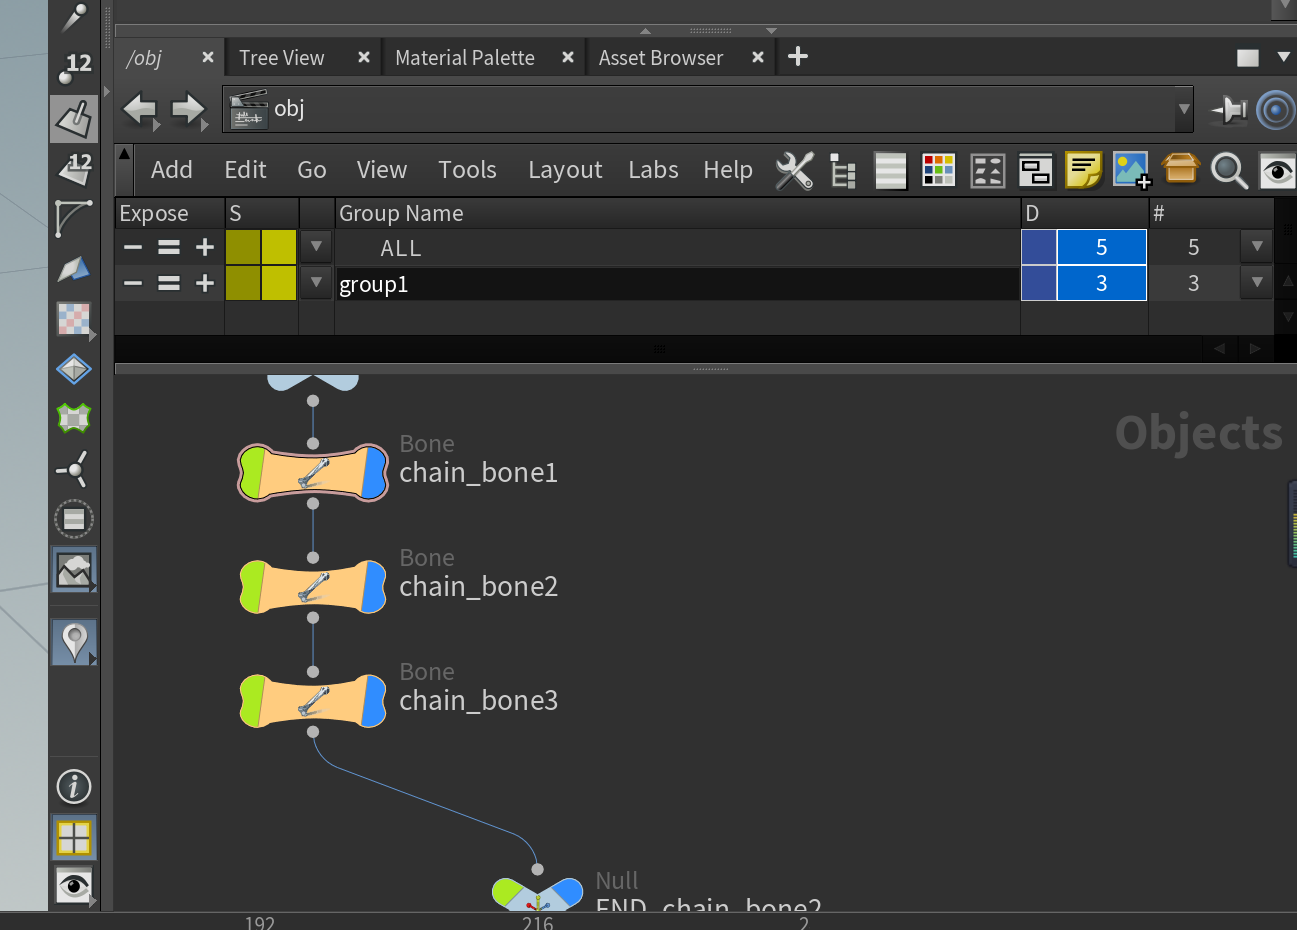 12
12
/obj
Tree View
Material Palette
Asset Browser
obj
Add Edit Go View Tools Layout Labs Help
Expose S Group Name D #
ALL 5 5
group1 3 3
Objects
Bone
chain_bone1
Bone
chain_bone2
Bone
chain_bone3
Null
END_chain_bone2
192 216 2